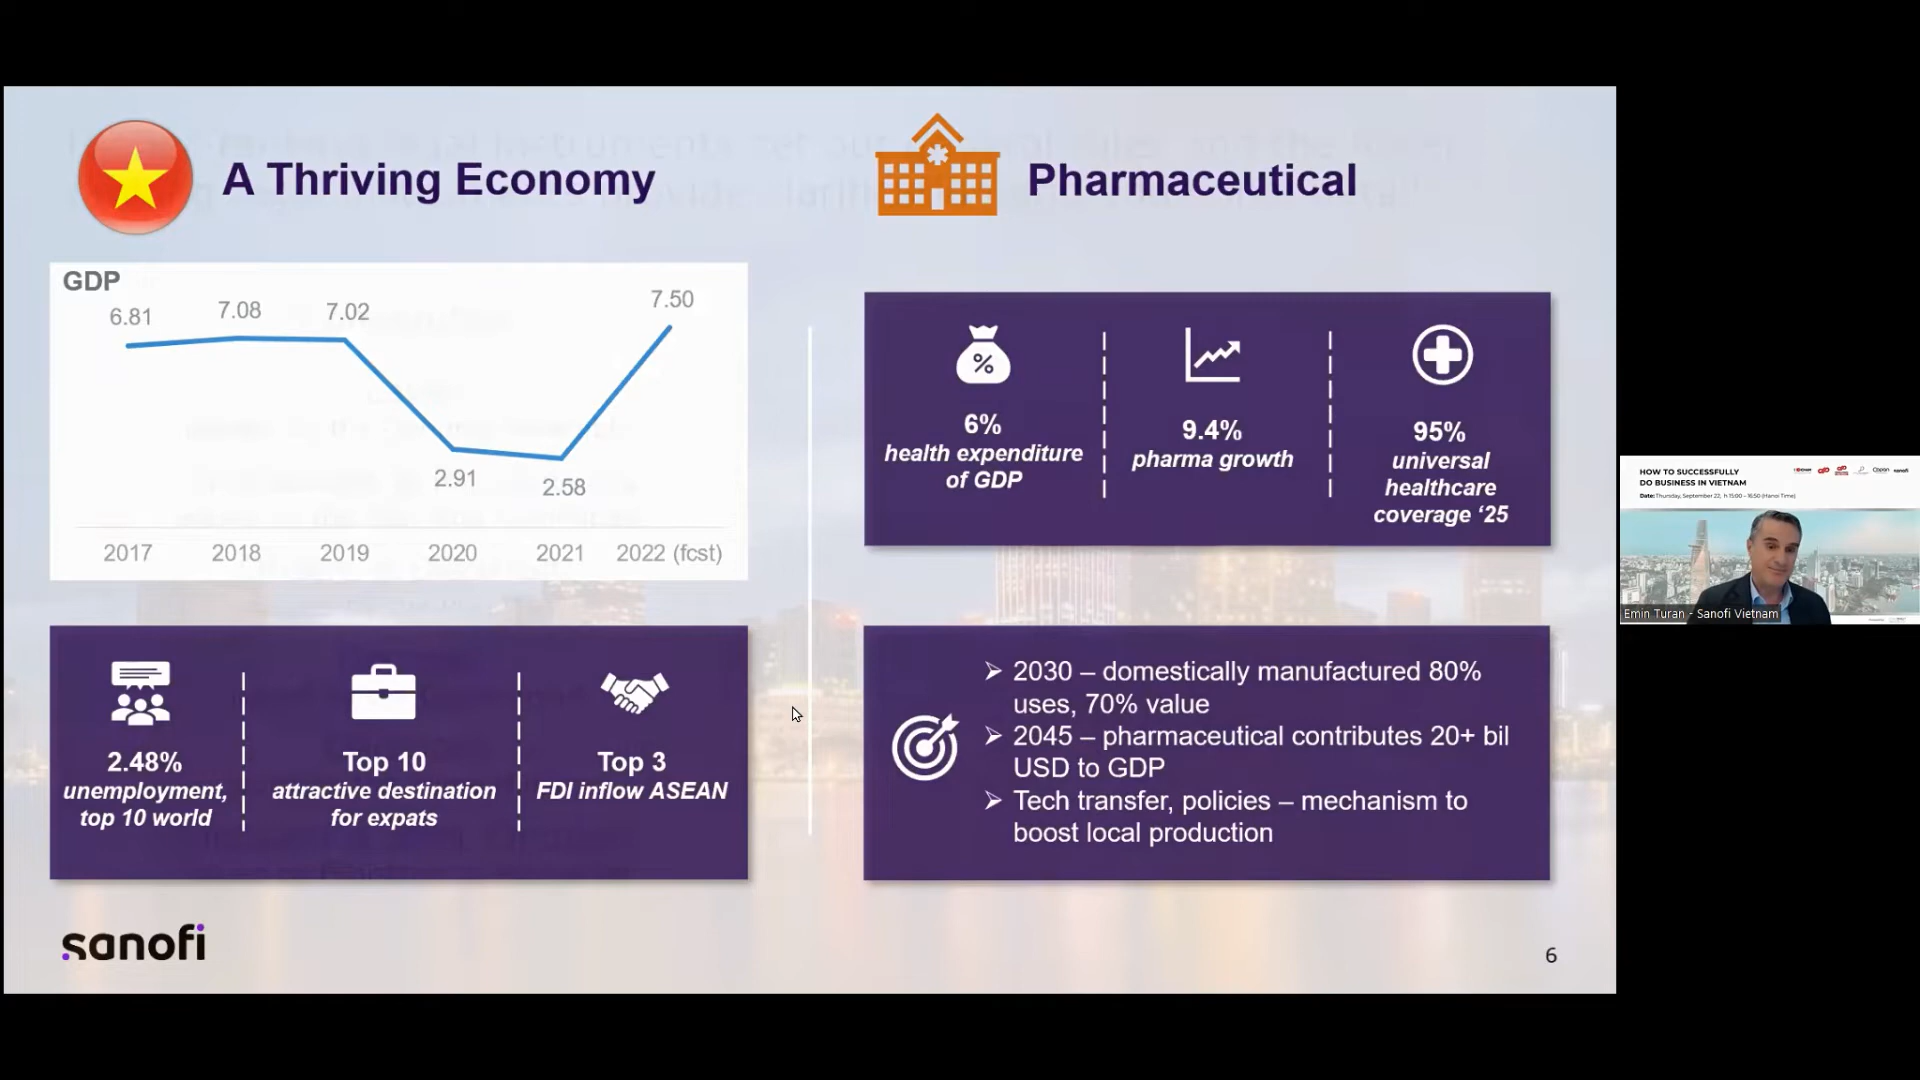 A Thriving Economy
GDP
6.81
7.08
7.02
2.91
2.58
7.50
2017
2018
2019
2020
2021
2022 (fcst)
2.48%
unemployment,
top 10 world
Top 10
attractive destination
for expats
Top 3
FDI inflow ASEAN
sanofi
Pharmaceutical
%
6%
health expenditure
of GDP
9.4%
pharma growth
95%
universal
healthcare
coverage ‘25
➢ 2030 – domestically manufactured 80%
uses, 70% value
➢ 2045 – pharmaceutical contributes 20+ bil
USD to GDP
➢ Tech transfer, policies – mechanism to
boost local production
6
HOW TO SUCCESSFULLY
DO BUSINESS IN VIETNAM
Date: Thursday, September 22, h 15:00 - 16:50 (Hanoi Time)
sanofi
Emin Turan - Sanofi Vietnam